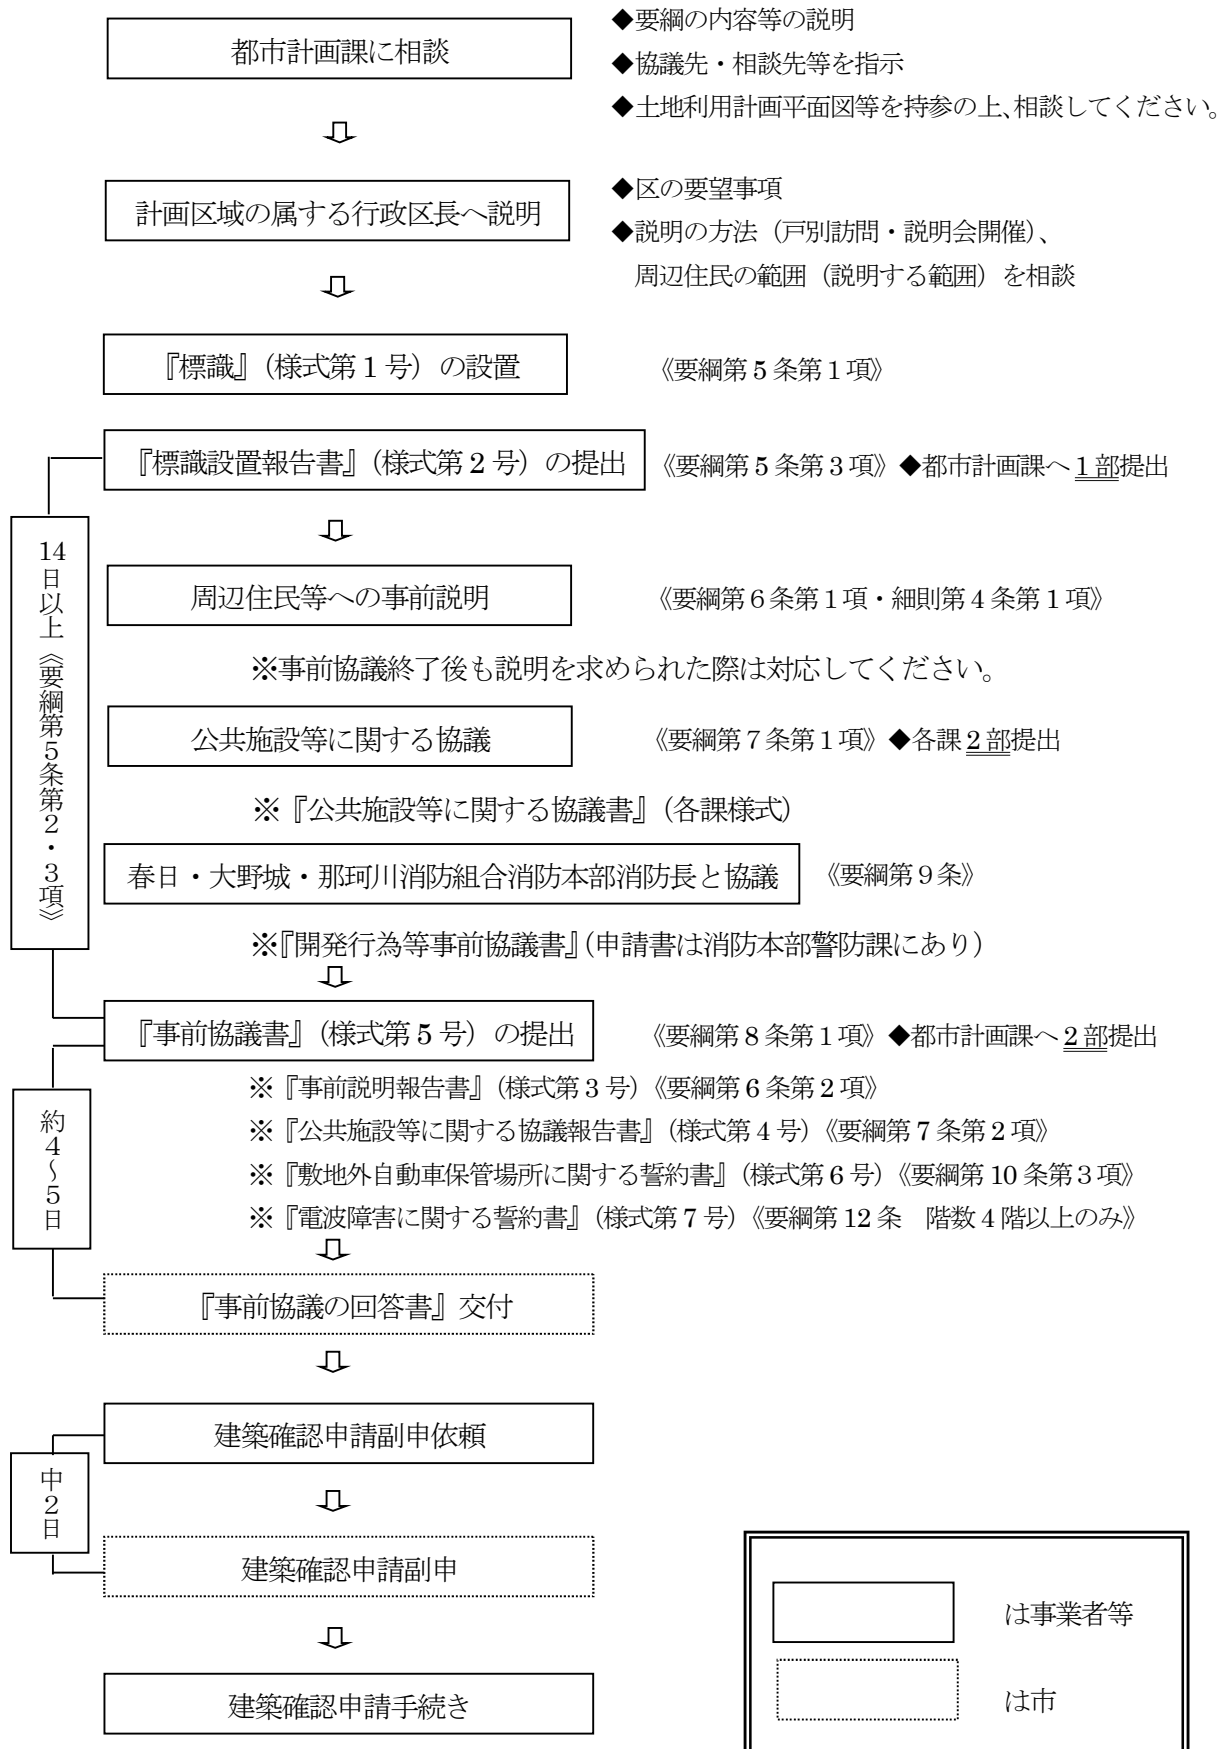 都市計画課に相談
◆要綱の内容等の説明
◆協議先・相談先等を指示
◆土地利用計画平面図等を持参の上、相談してください。
計画区域の属する行政区長へ説明
◆区の要望事項
◆説明の方法（戸別訪問・説明会開催）、
周辺住民の範囲（説明する範囲）を相談
『標識』（様式第１号）の設置 《要綱第５条第１項》
『標識設置報告書』（様式第２号）の提出 《要綱第５条第３項》◆都市計画課へ１部提出
14日以上《要綱第５条第２・３項》
周辺住民等への事前説明 《要綱第６条第１項・細則第４条第１項》
※事前協議終了後も説明を求められた際は対応してください。
公共施設等に関する協議 《要綱第７条第１項》◆各課２部提出
※『公共施設等に関する協議書』（各課様式）
春日・大野城・那珂川消防組合消防本部消防長と協議 《要綱第９条》
※『開発行為等事前協議書』（申請書は消防本部警防課にあり）
『事前協議書』（様式第５号）の提出 《要綱第８条第１項》◆都市計画課へ２部提出
約４～５日
※『事前説明報告書』（様式第３号）《要綱第６条第２項》
※『公共施設等に関する協議報告書』（様式第４号）《要綱第７条第２項》
※『敷地外自動車保管場所に関する誓約書』（様式第６号）《要綱第10条第３項》
※『電波障害に関する誓約書』（様式第７号）《要綱第12条　階数４階以上のみ》
『事前協議の回答書』交付
建築確認申請副申依頼
中２日
建築確認申請副申
建築確認申請手続き
は事業者等
は市